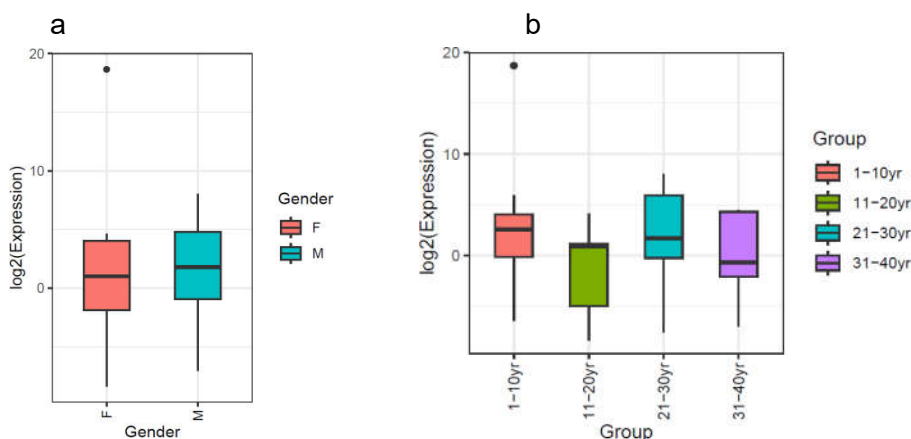 a
20
10
0
log2(Expression)
F
M
Gender
Gender
F
M
b
20
10
0
log2(Expression)
1−10yr
11−20yr
21−30yr
31−40yr
Group
Group
1−10yr
11−20yr
21−30yr
31−40yr